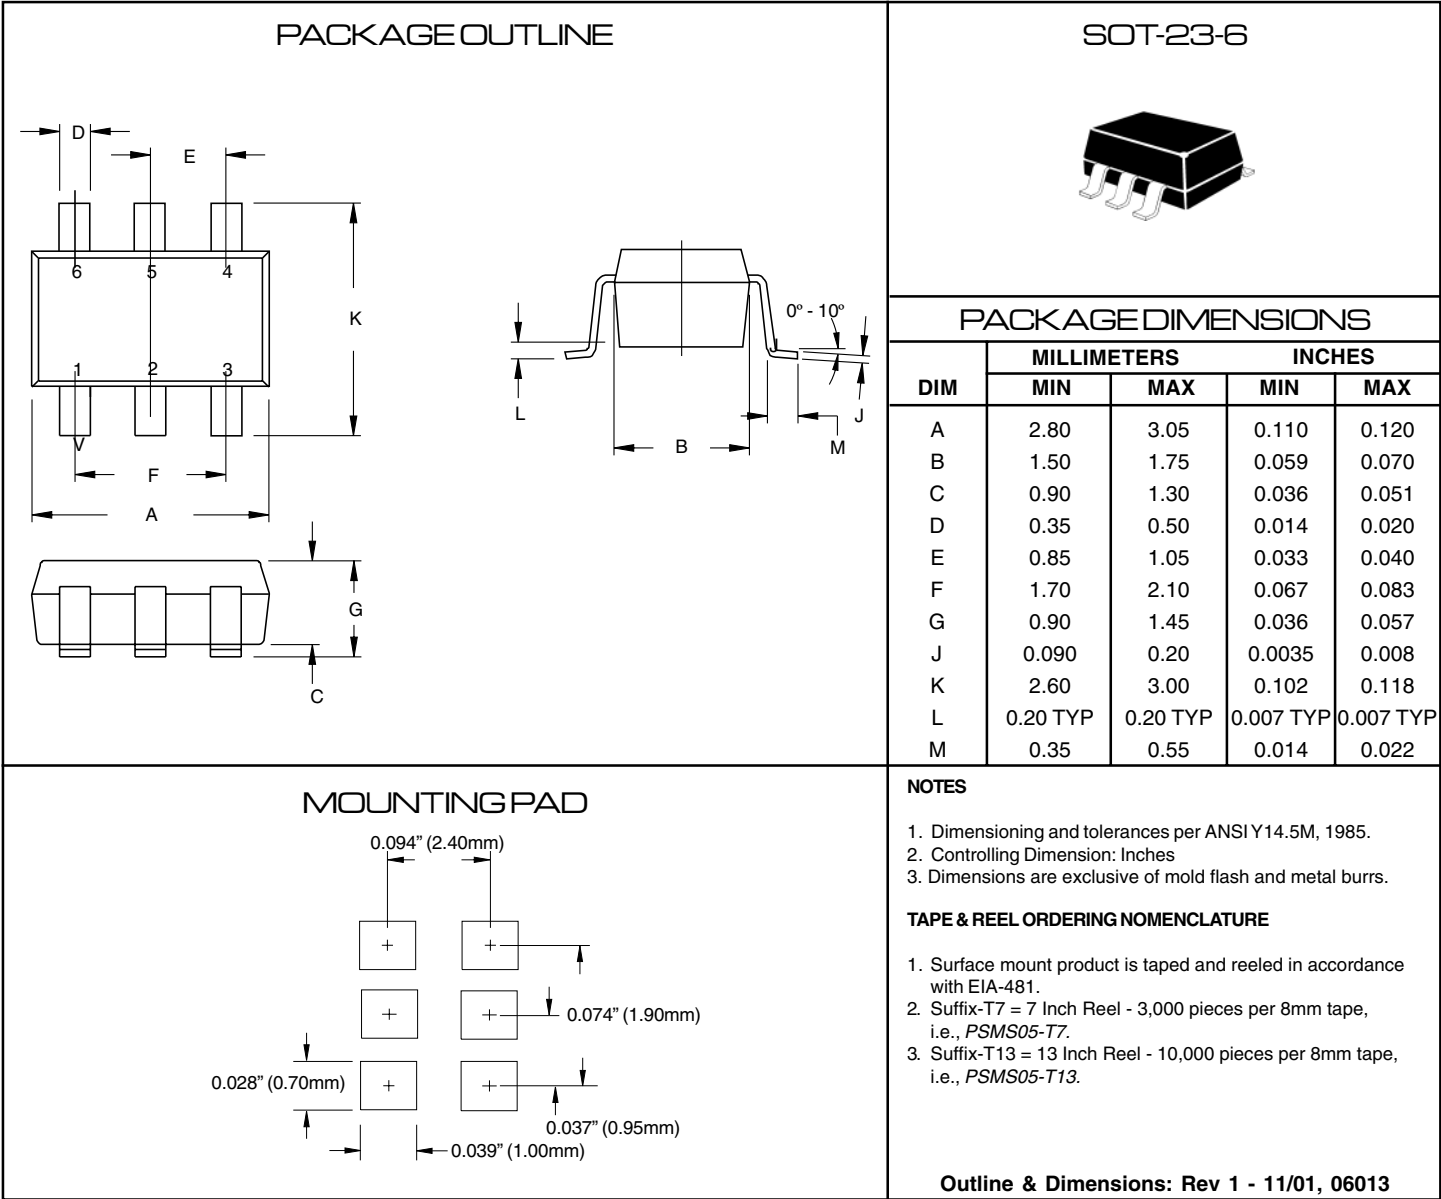 PACKAGE OUTLINE
D
E
6 5 4
K
1 2 3
V
F
A
G
C
0º - 10º
L
B
J
M
SOT-23-6
PACKAGE DIMENSIONS
MILLIMETERS INCHES
DIM MIN MAX MIN MAX
A 2.80 3.05 0.110 0.120
B 1.50 1.75 0.059 0.070
C 0.90 1.30 0.036 0.051
D 0.35 0.50 0.014 0.020
E 0.85 1.05 0.033 0.040
F 1.70 2.10 0.067 0.083
G 0.90 1.45 0.036 0.057
J 0.090 0.20 0.0035 0.008
K 2.60 3.00 0.102 0.118
L 0.20 TYP 0.20 TYP 0.007 TYP 0.007 TYP
M 0.35 0.55 0.014 0.022
MOUNTING PAD
0.094” (2.40mm)
0.074” (1.90mm)
0.028” (0.70mm)
0.037” (0.95mm)
0.039” (1.00mm)
NOTES
1. Dimensioning and tolerances per ANSI Y14.5M, 1985.
2. Controlling Dimension: Inches
3. Dimensions are exclusive of mold flash and metal burrs.
TAPE & REEL ORDERING NOMENCLATURE
1. Surface mount product is taped and reeled in accordance
with EIA-481.
2. Suffix-T7 = 7 Inch Reel - 3,000 pieces per 8mm tape,
i.e., PSMS05-T7.
3. Suffix-T13 = 13 Inch Reel - 10,000 pieces per 8mm tape,
i.e., PSMS05-T13.
Outline & Dimensions: Rev 1 - 11/01, 06013